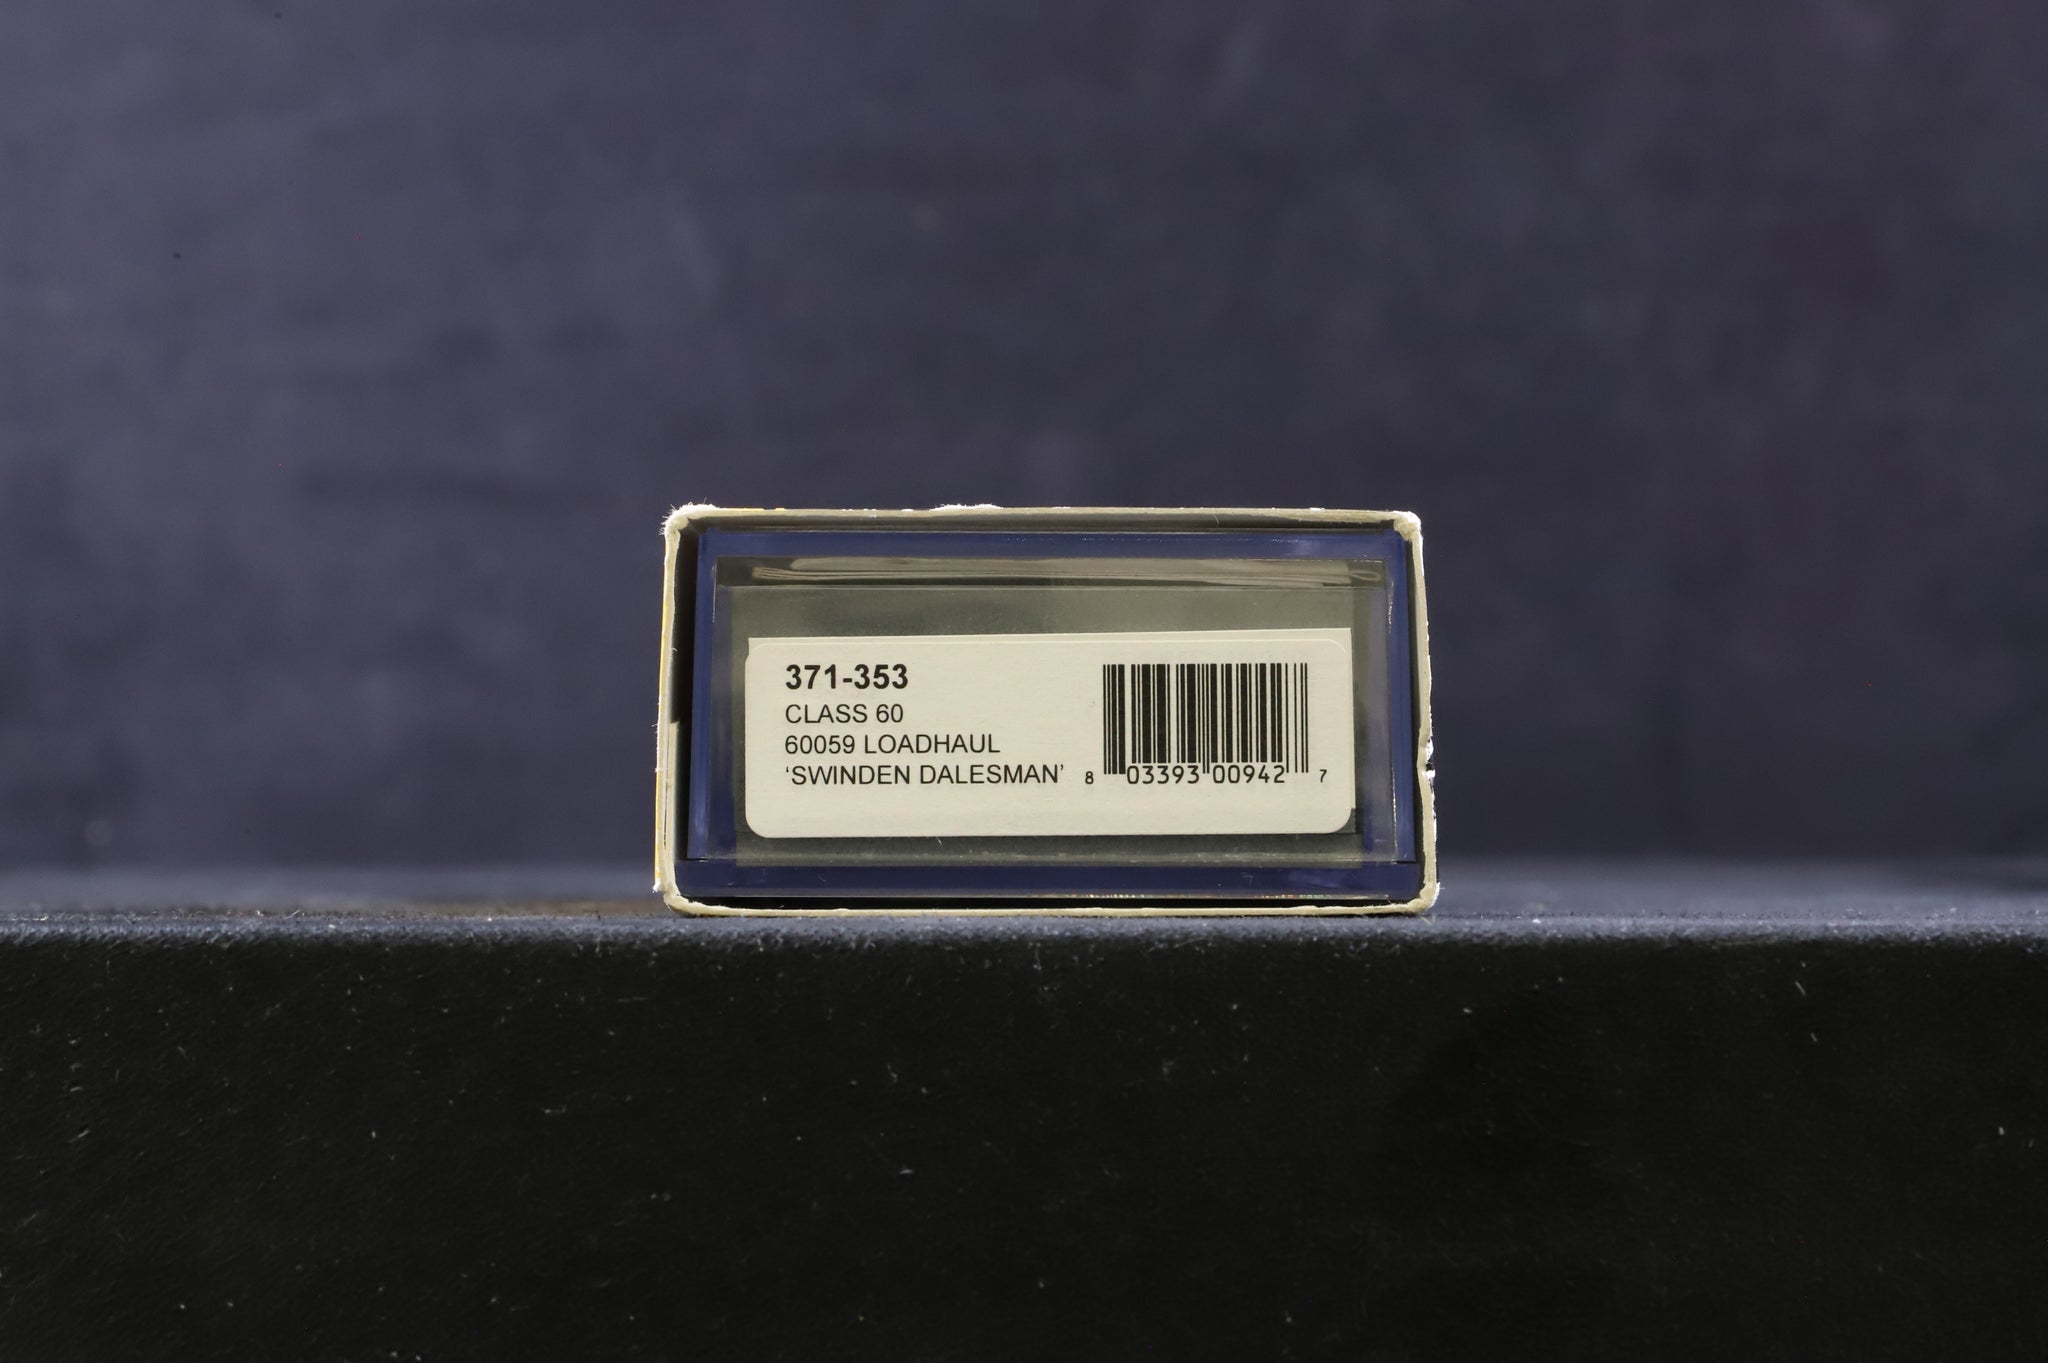 371-353
CLASS 60
60059 LOADHAUL
‘SWINDEN DALESMAN’
8 03393 00942 7